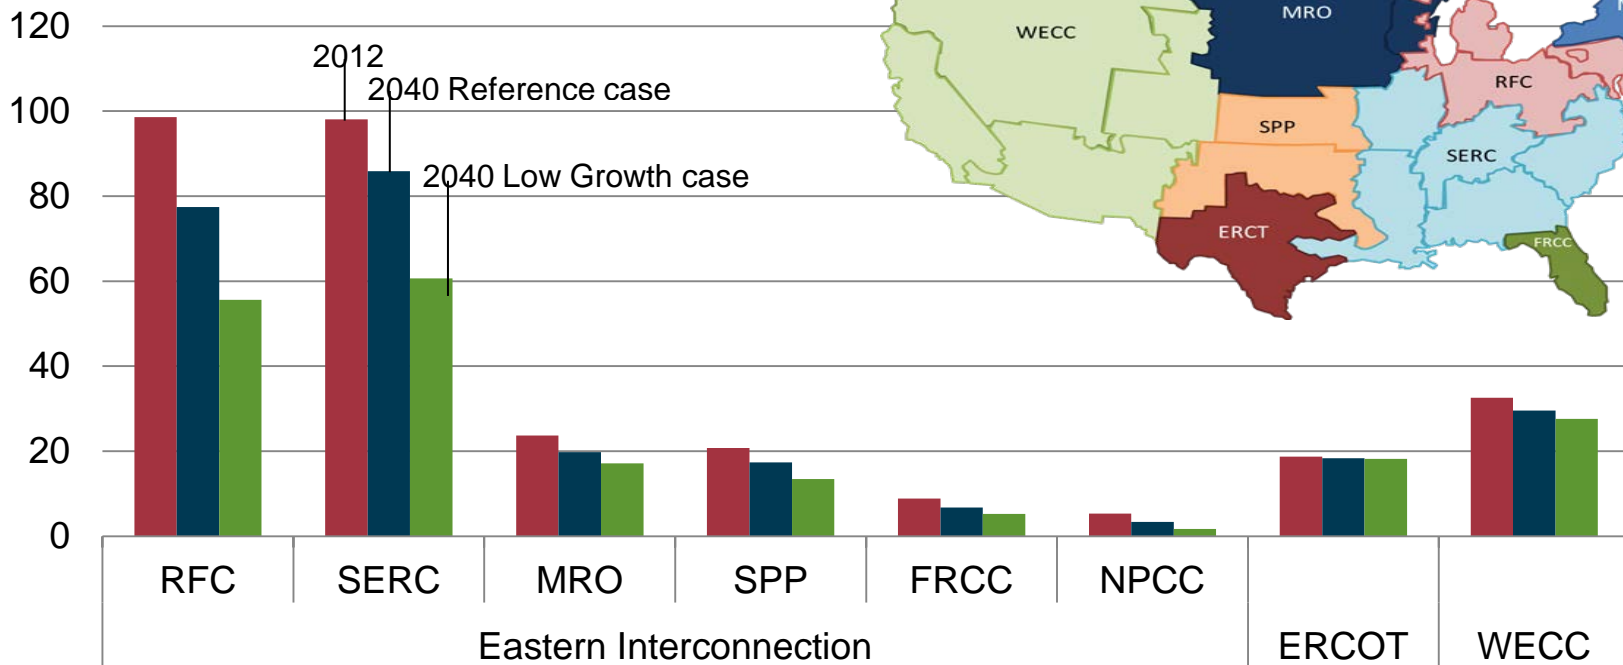 120
100
80
60
40
20
0
2012
2040 Reference case
2040 Low Growth case
WECC
MRO
RFC
SPP
SERC
ERCT
FRCC
RFC SERC MRO SPP FRCC NPCC
Eastern Interconnection ERCOT WECC